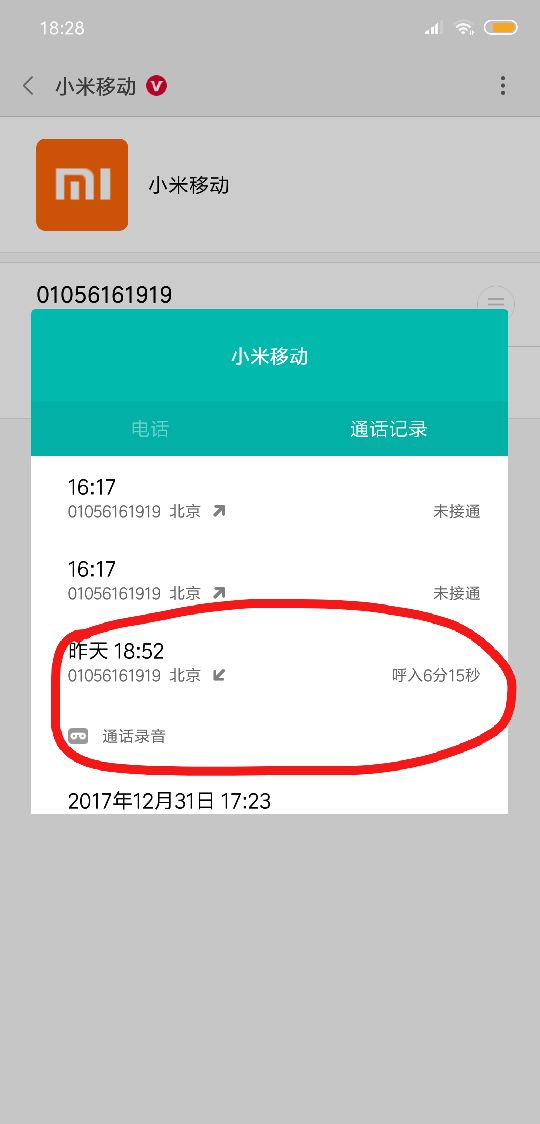 18:28
小米移动
小米移动
01056161919
小米移动
电话 通话记录
16:17
01056161919 北京 未接通
16:17
01056161919 北京 未接通
昨天 18:52
01056161919 北京 呼入6分15秒
通话录音
2017年12月31日 17:23